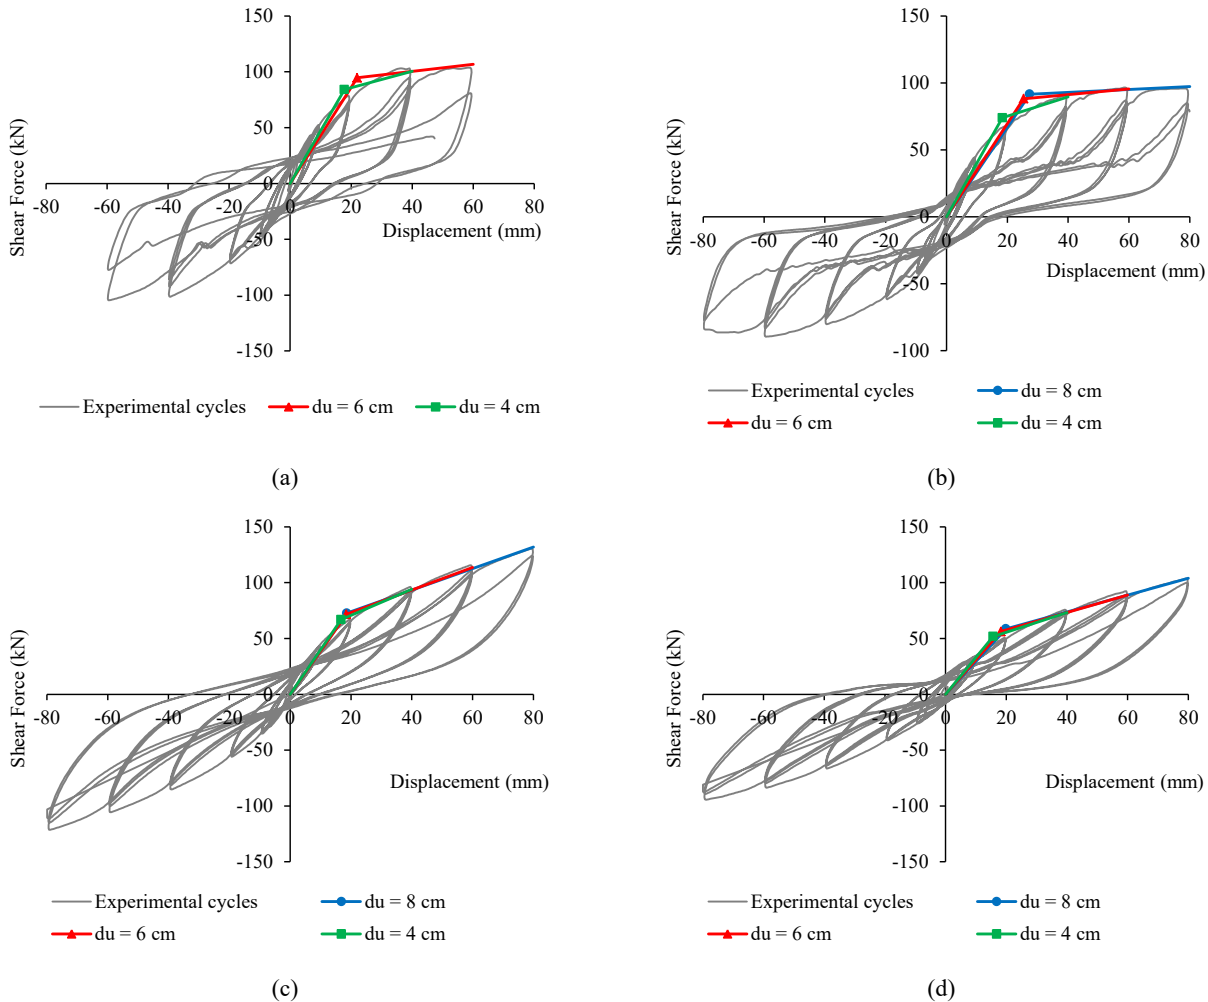 150
100
50
0
-50
-100
-150
-80 -60 -40 -20 0 20 40 60 80
Shear Force (kN)
Displacement (mm)
Experimental cycles du = 6 cm du = 4 cm
(a)
150
100
50
0
-50
-100
-80 -60 -40 -20 0 20 40 60 80
Shear Force (kN)
Displacement (mm)
Experimental cycles du = 8 cm
du = 6 cm du = 4 cm
(b)
150
100
50
0
-50
-100
-150
-80 -60 -40 -20 0 20 40 60 80
Shear Force (kN)
Displacement (mm)
Experimental cycles du = 8 cm
du = 6 cm du = 4 cm
(c)
150
100
50
0
-50
-100
-150
-80 -60 -40 -20 0 20 40 60 80
Shear Force (kN)
Displacement (mm)
Experimental cycles du = 8 cm
du = 6 cm du = 4 cm
(d)